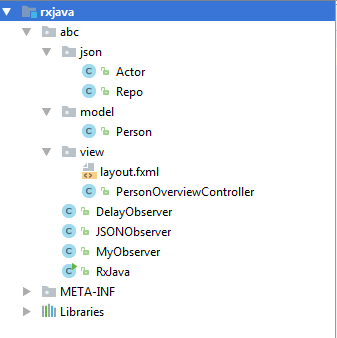 rxjava
abc
json
Actor
Repo
model
Person
view
layout.fxml
PersonOverviewController
DelayObserver
JSONObserver
MyObserver
RxJava
META-INF
Libraries